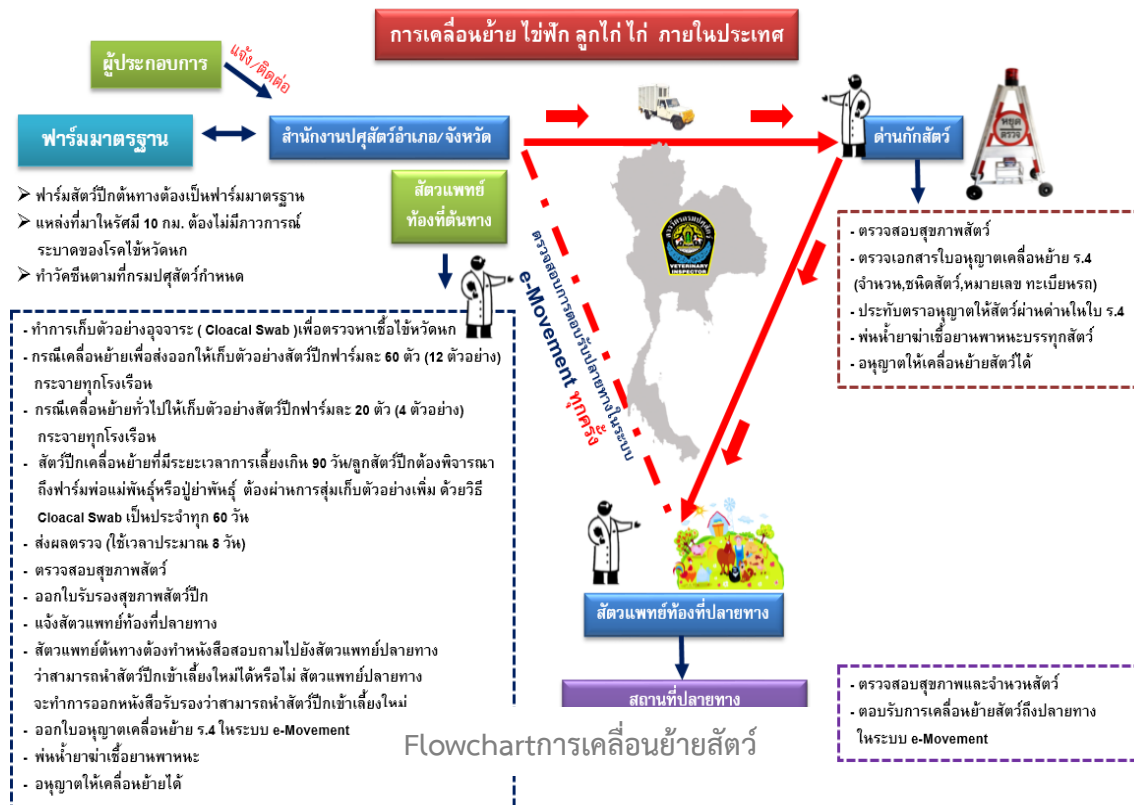 การเคลื่อนย้าย ไข่ฟัก ลูกไก่ ไก่ ภายในประเทศ
ผู้ประกอบการ
แจ้ง/ติดต่อ
ฟาร์มมาตรฐาน
สำนักงานปศุสัตว์อำเภอ/จังหวัด
ด่านกักสัตว์
หยุด
ตรวจ
➢ ฟาร์มสัตว์ปีกต้นทางต้องเป็นฟาร์มมาตรฐาน
➢ แหล่งที่มาในรัศมี 10 กม. ต้องไม่มีภาวการณ์
ระบาดของโรคไข้หวัดนก
➢ ทำวัคซีนตามที่กรมปศุสัตว์กำหนด
สัตวแพทย์
ท้องที่ต้นทาง
ตรวจสอบการตอบรับปลายทางในระบบ
e-Movement ทุกครั้ง
สารวัตรกรมปศุสัตว์
VETERINARY
INSPECTOR
- ตรวจสอบสุขภาพสัตว์
- ตรวจเอกสารใบอนุญาตเคลื่อนย้าย ร.4
(จำนวน,ชนิดสัตว์,หมายเลข ทะเบียนรถ)
- ประทับตราอนุญาตให้สัตว์ผ่านด่านในใบ ร.4
- พ่นน้ำยาฆ่าเชื้อยานพาหนะบรรทุกสัตว์
- อนุญาตให้เคลื่อนย้ายสัตว์ได้
- ทำการเก็บตัวอย่างอุจจาระ ( Cloacal Swab )เพื่อตรวจหาเชื้อไข้หวัดนก
- กรณีเคลื่อนย้ายเพื่อส่งออกให้เก็บตัวอย่างสัตว์ปีกฟาร์มละ 60 ตัว (12 ตัวอย่าง)
กระจายทุกโรงเรือน
- กรณีเคลื่อนย้ายทั่วไปให้เก็บตัวอย่างสัตว์ปีกฟาร์มละ 20 ตัว (4 ตัวอย่าง)
กระจายทุกโรงเรือน
- สัตว์ปีกเคลื่อนย้ายที่มีระยะเวลาการเลี้ยงเกิน 90 วัน/ลูกสัตว์ปีกต้องพิจารณา
ถึงฟาร์มพ่อแม่พันธุ์หรือปู่ย่าพันธุ์ ต้องผ่านการสุ่มเก็บตัวอย่างเพิ่ม ด้วยวิธี
Cloacal Swab เป็นประจำทุก 60 วัน
- ส่งผลตรวจ (ใช้เวลาประมาณ 8 วัน)
- ตรวจสอบสุขภาพสัตว์
- ออกใบรับรองสุขภาพสัตว์ปีก
- แจ้งสัตวแพทย์ท้องที่ปลายทาง
- สัตวแพทย์ต้นทางต้องทำหนังสือสอบถามไปยังสัตวแพทย์ปลายทาง
ว่าสามารถนำสัตว์ปีกเข้าเลี้ยงใหม่ได้หรือไม่ สัตวแพทย์ปลายทาง
จะทำการออกหนังสือรับรองว่าสามารถนำสัตว์ปีกเข้าเลี้ยงใหม่
- ออกใบอนุญาตเคลื่อนย้าย ร.4 ในระบบ e-Movement
- พ่นน้ำยาฆ่าเชื้อยานพาหนะ
- อนุญาตให้เคลื่อนย้ายได้
สัตวแพทย์ท้องที่ปลายทาง
สถานที่ปลายทาง
- ตรวจสอบสุขภาพและจำนวนสัตว์
- ตอบรับการเคลื่อนย้ายสัตว์ถึงปลายทาง
ในระบบ e-Movement
Flowchartการเคลื่อนย้ายสัตว์